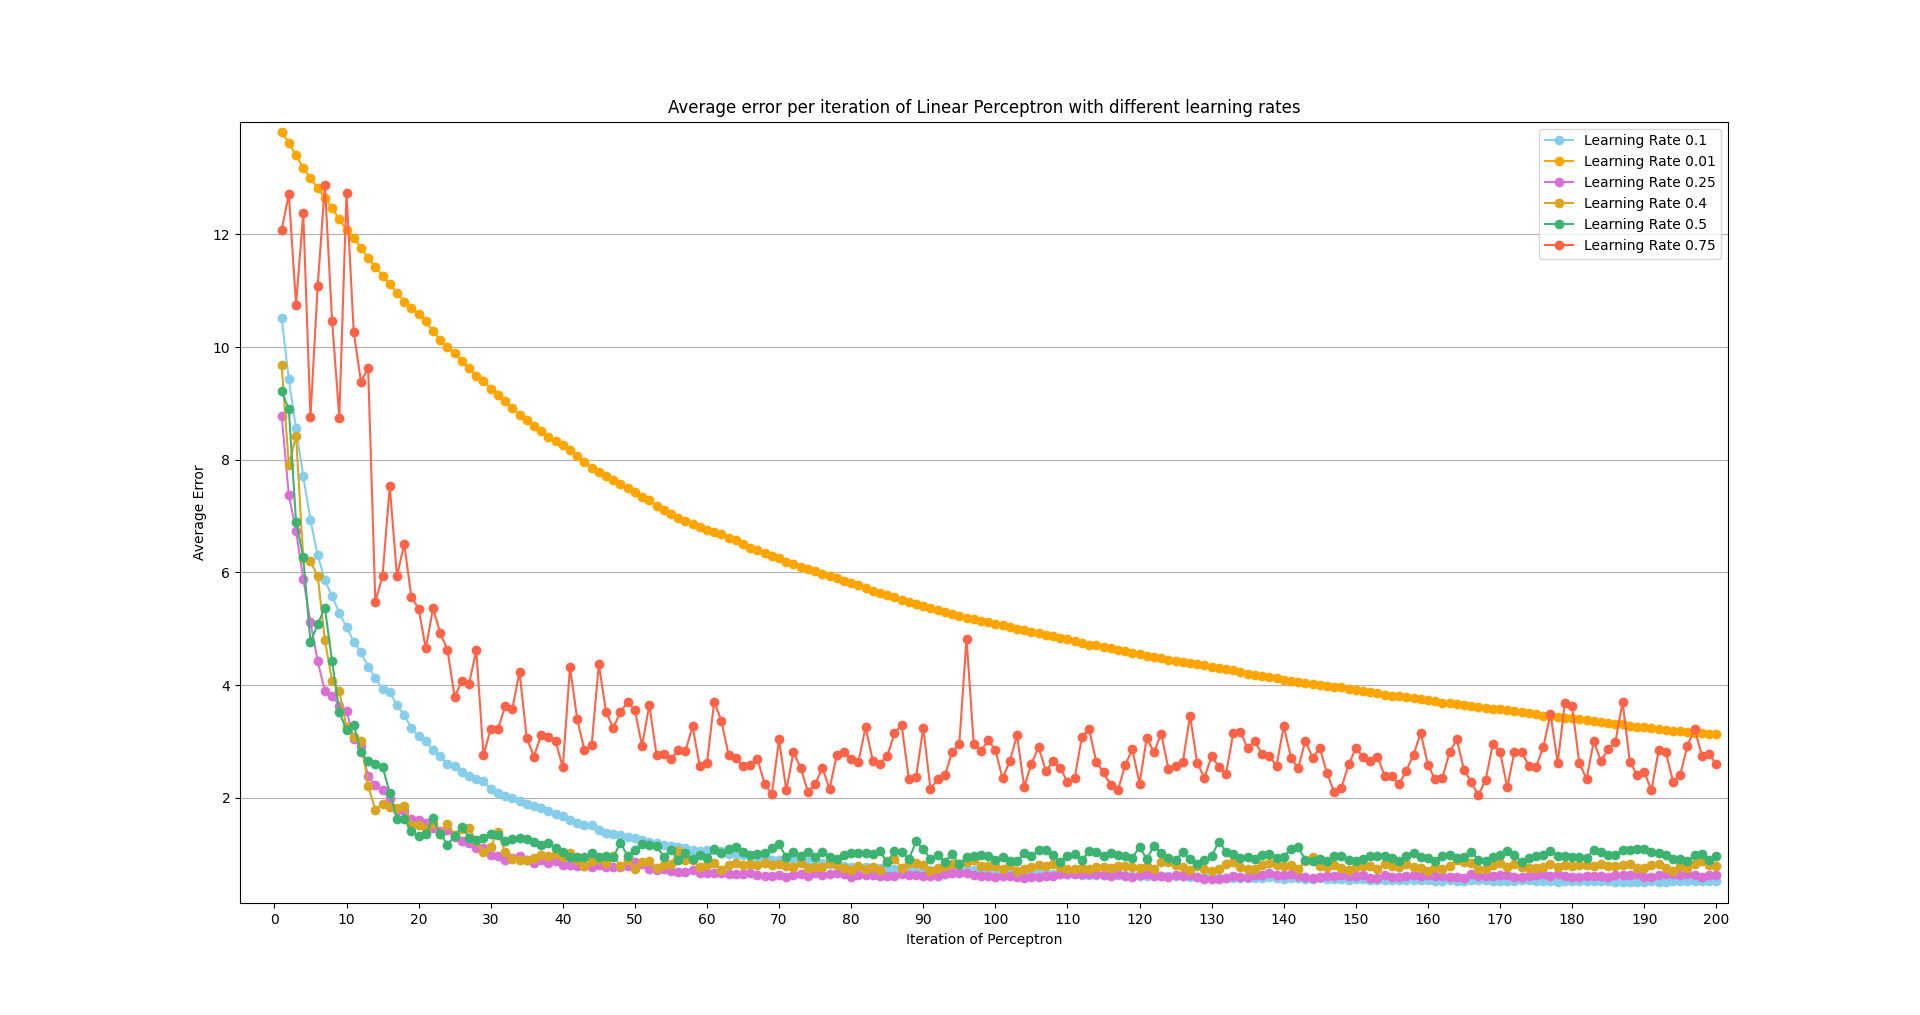 Average error per iteration of Linear Perceptron with different learning rates
Learning Rate 0.1
Learning Rate 0.01
Learning Rate 0.25
Learning Rate 0.4
Learning Rate 0.5
Learning Rate 0.75
12
10
8
6
4
2
Average Error
0 10 20 30 40 50 60 70 80 90 100 110 120 130 140 150 160 170 180 190 200
Iteration of Perceptron